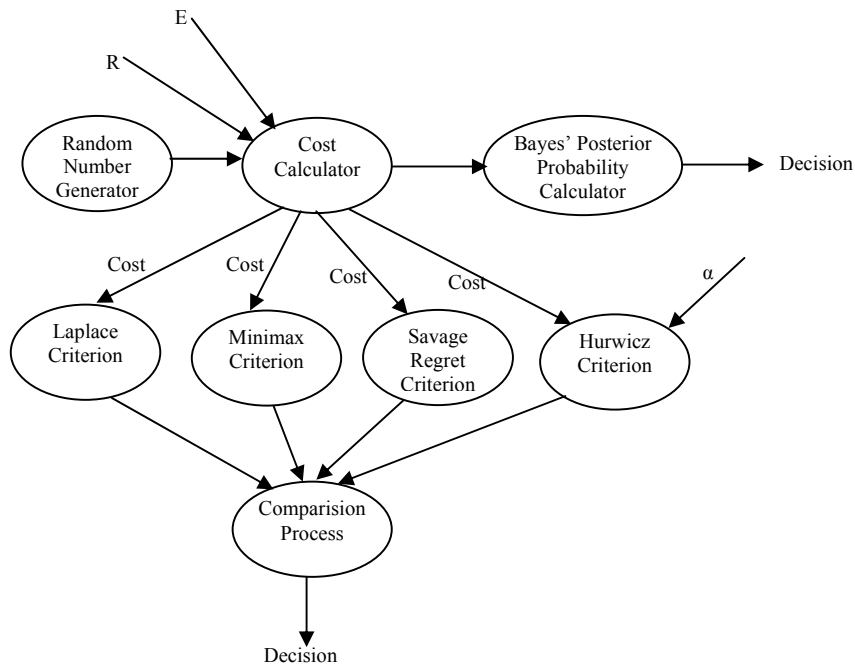 E
R
Random
Number
Generator
Cost
Calculator
Bayes’ Posterior
Probability
Calculator
Decision
Cost
Cost
Cost
Cost
α
Laplace
Criterion
Minimax
Criterion
Savage
Regret
Criterion
Hurwicz
Criterion
Comparision
Process
Decision